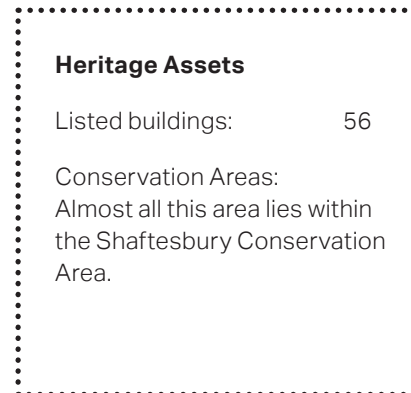 Heritage Assets
Listed buildings: 56
Conservation Areas:
Almost all this area lies within
the Shaftesbury Conservation
Area.